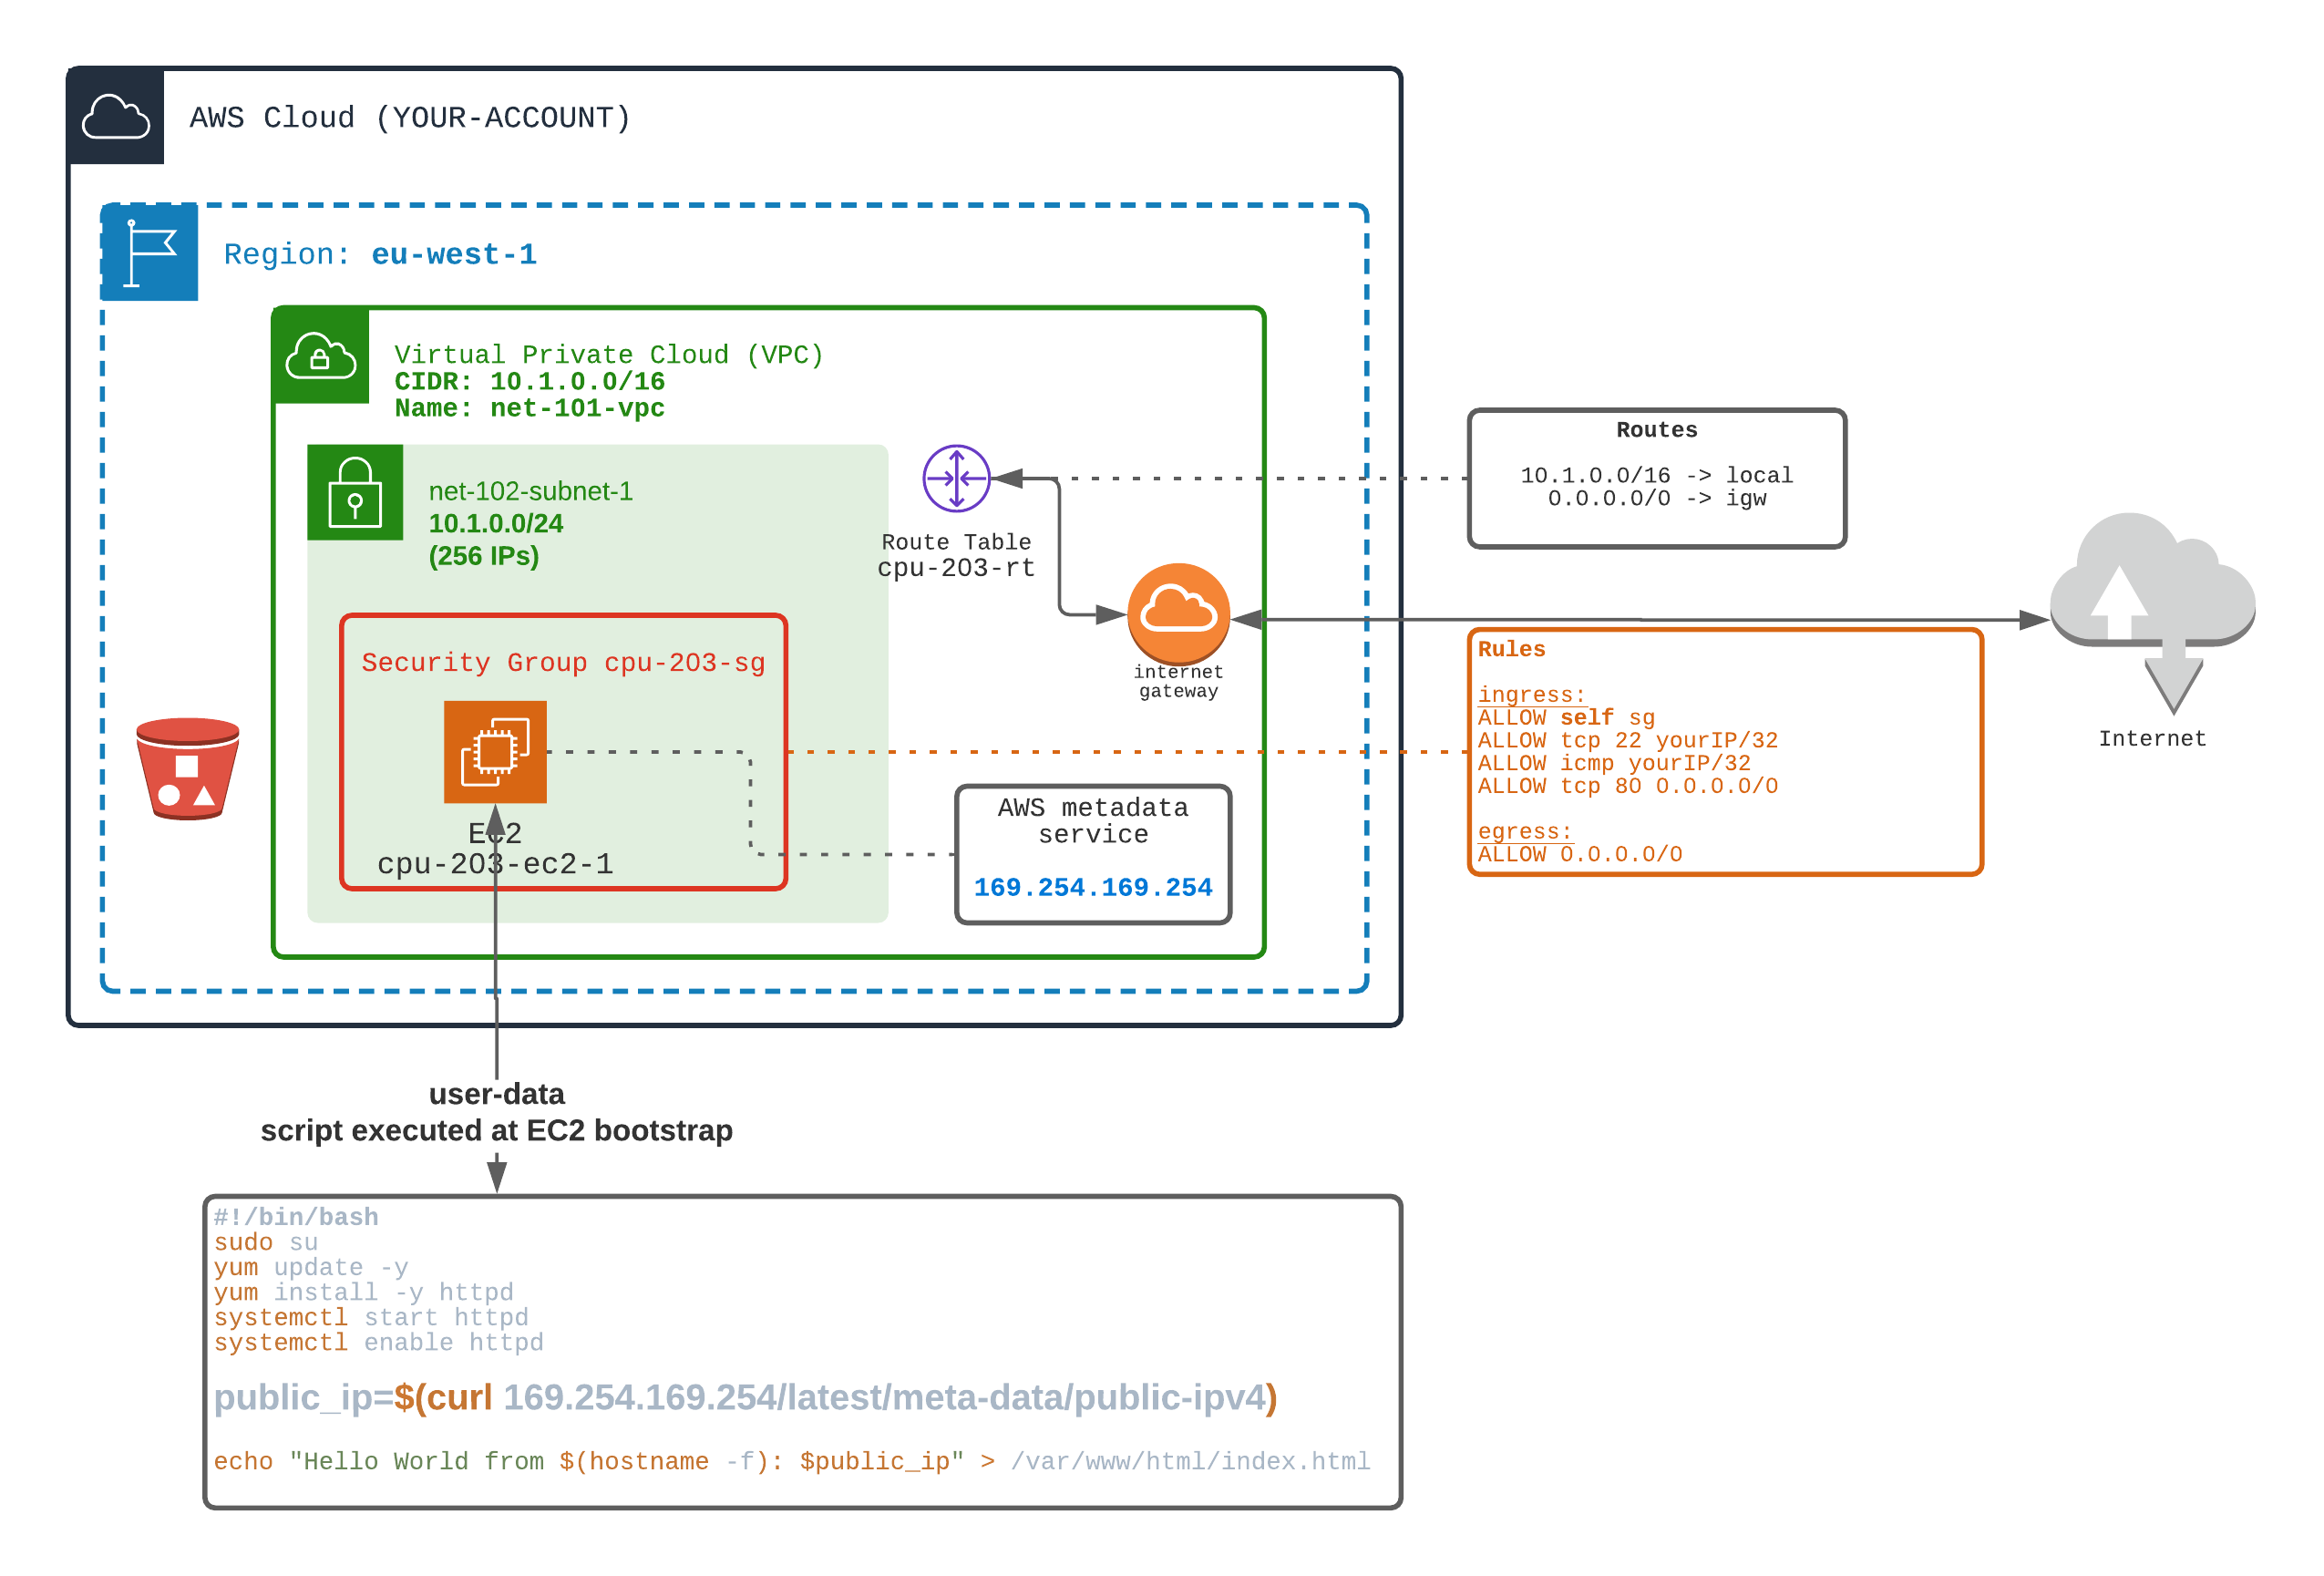 AWS Cloud (YOUR-ACCOUNT)
Region: eu-west-1
Virtual Private Cloud (VPC)
CIDR: 10.1.0.0/16
Name: net-101-vpc
net-102-subnet-1
10.1.0.0/24
(256 IPs)
Route Table
cpu-203-rt
Routes
10.1.0.0/16 -> local
0.0.0.0/0 -> igw
internet
gateway
Internet
Security Group cpu-203-sg
EC2
cpu-203-ec2-1
AWS metadata
service
169.254.169.254
Rules
ingress:
ALLOW self sg
ALLOW tcp 22 yourIP/32
ALLOW icmp yourIP/32
ALLOW tcp 80 0.0.0.0/0
egress:
ALLOW 0.0.0.0/0
user-data
script executed at EC2 bootstrap
#!/bin/bash
sudo su
yum update -y
yum install -y httpd
systemctl start httpd
systemctl enable httpd
public_ip=$(curl 169.254.169.254/latest/meta-data/public-ipv4)
echo "Hello World from $(hostname -f): $public_ip" > /var/www/html/index.html